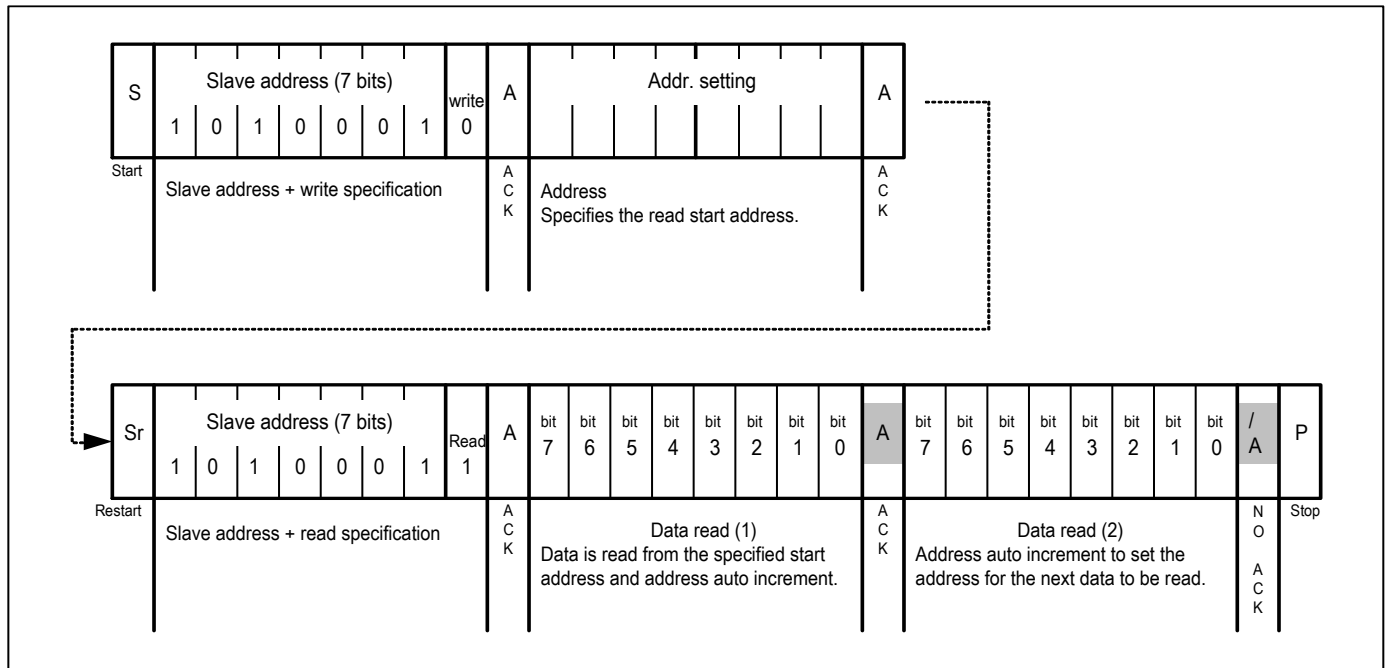 S Slave address (7 bits) write A Addr. setting A
1 0 1 0 0 0 1 0
Start
Slave address + write specification
A C K
Address
Specifies the read start address.
A C K
Sr Slave address (7 bits) Read A bit 7 bit 6 bit 5 bit 4 bit 3 bit 2 bit 1 bit 0 A bit 7 bit 6 bit 5 bit 4 bit 3 bit 2 bit 1 bit 0 / A P
1 0 1 0 0 0 1 1
Restart
Slave address + read specification
A C K
Data read (1)
Data is read from the specified start
address and address auto increment.
A C K
Data read (2)
Address auto increment to set the
address for the next data to be read.
N O A C K
Stop